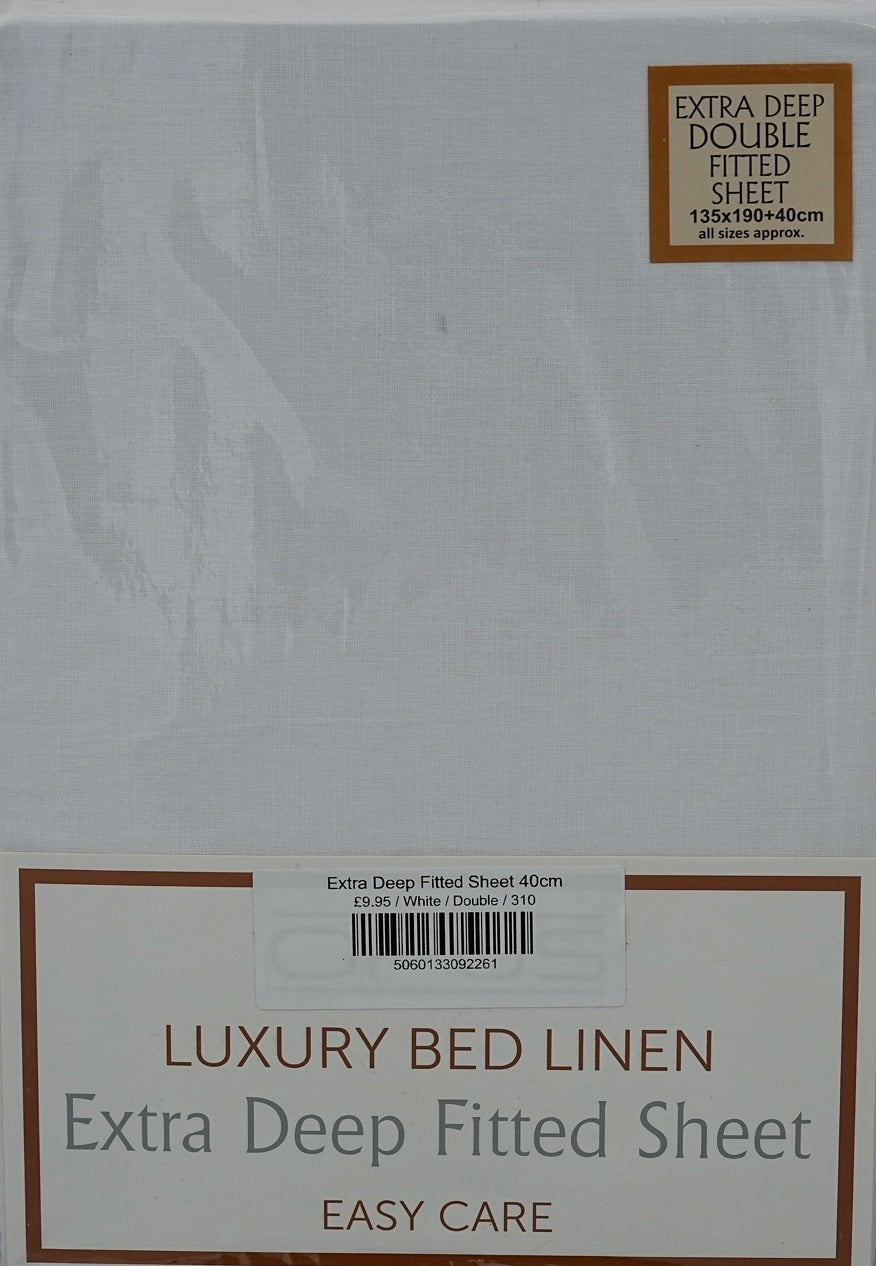 EXTRA DEEP
DOUBLE
FITTED
SHEET
135x190+40cm
all sizes approx.
Extra Deep Fitted Sheet 40cm
£9.95 / White / Double / 310
5060133092261
LUXURY BED LINEN
Extra Deep Fitted Sheet
EASY CARE